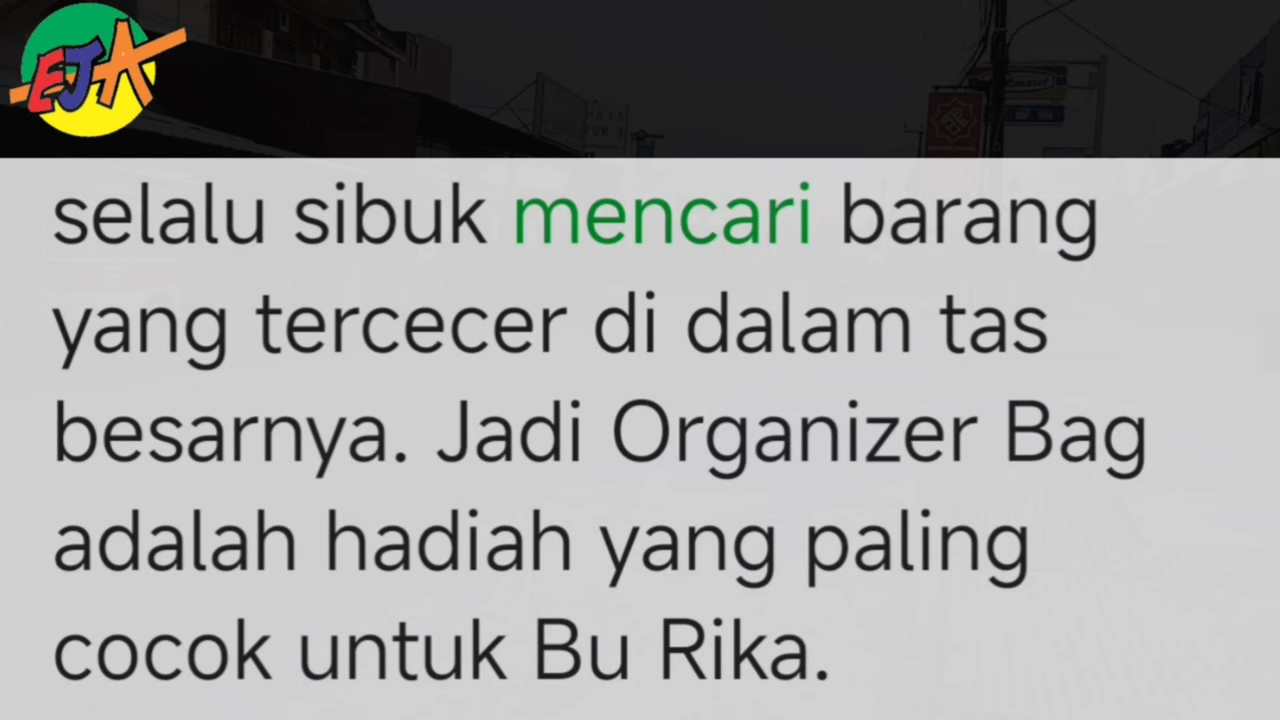 EJA
selalu sibuk mencari barang
yang tercecer di dalam tas
besarnya. Jadi Organizer Bag
adalah hadiah yang paling
cocok untuk Bu Rika.